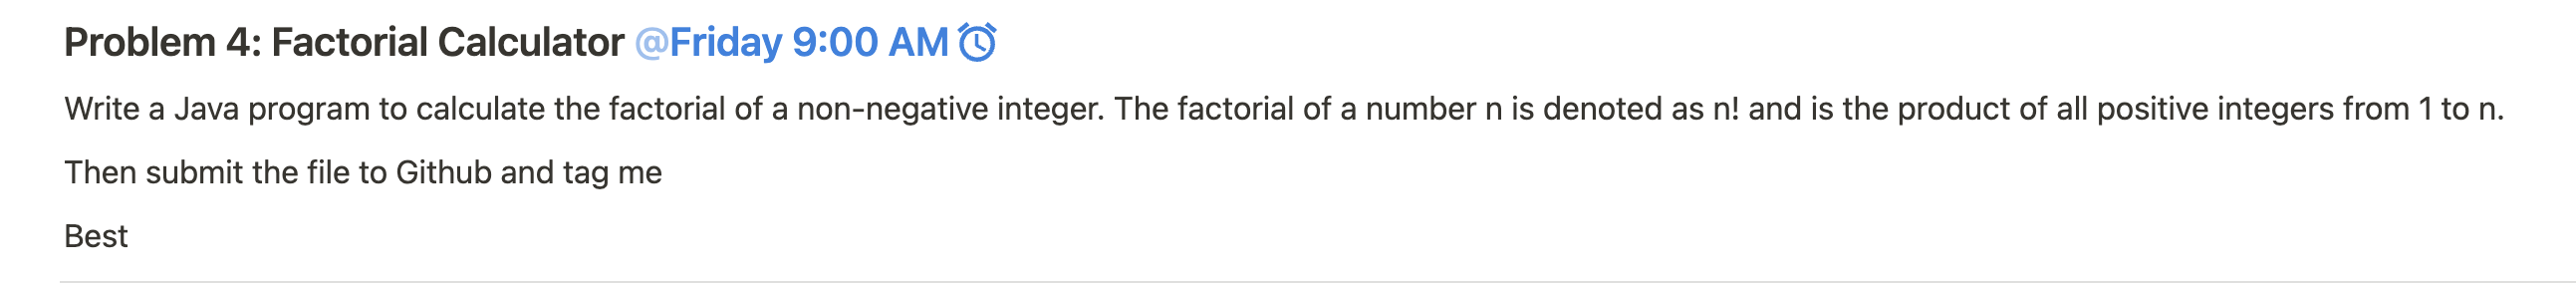 Problem 4: Factorial Calculator @Friday 9:00 AM
Write a Java program to calculate the factorial of a non-negative integer. The factorial of a number n is denoted as n! and is the product of all positive integers from 1 to n.
Then submit the file to Github and tag me
Best